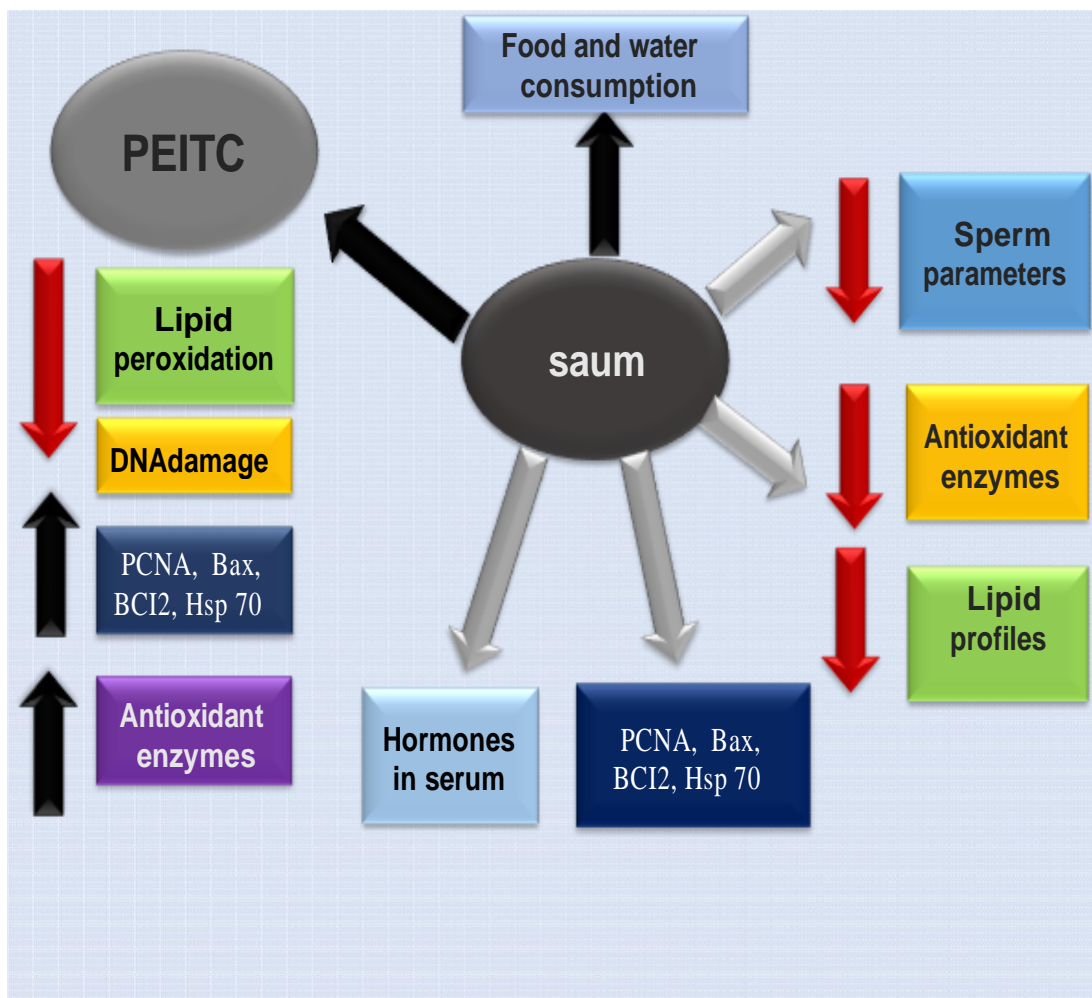 Food and water
consumption
PEITC
Sperm
parameters
Lipid
peroxidation
saum
DNAdamage
Antioxidant
enzymes
PCNA, Bax,
BCI2, Hsp 70
Lipid
profiles
Antioxidant
enzymes
Hormones
in serum
PCNA, Bax,
BCI2, Hsp 70